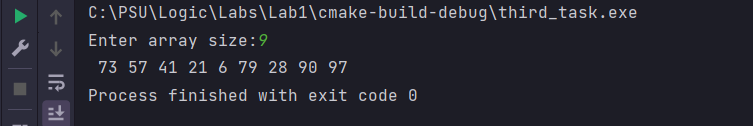 C:\PSU\Logic\Labs\Lab1\cmake-build-debug\third_task.exe
Enter array size:9
 73 57 41 21 6 79 28 90 97
Process finished with exit code 0